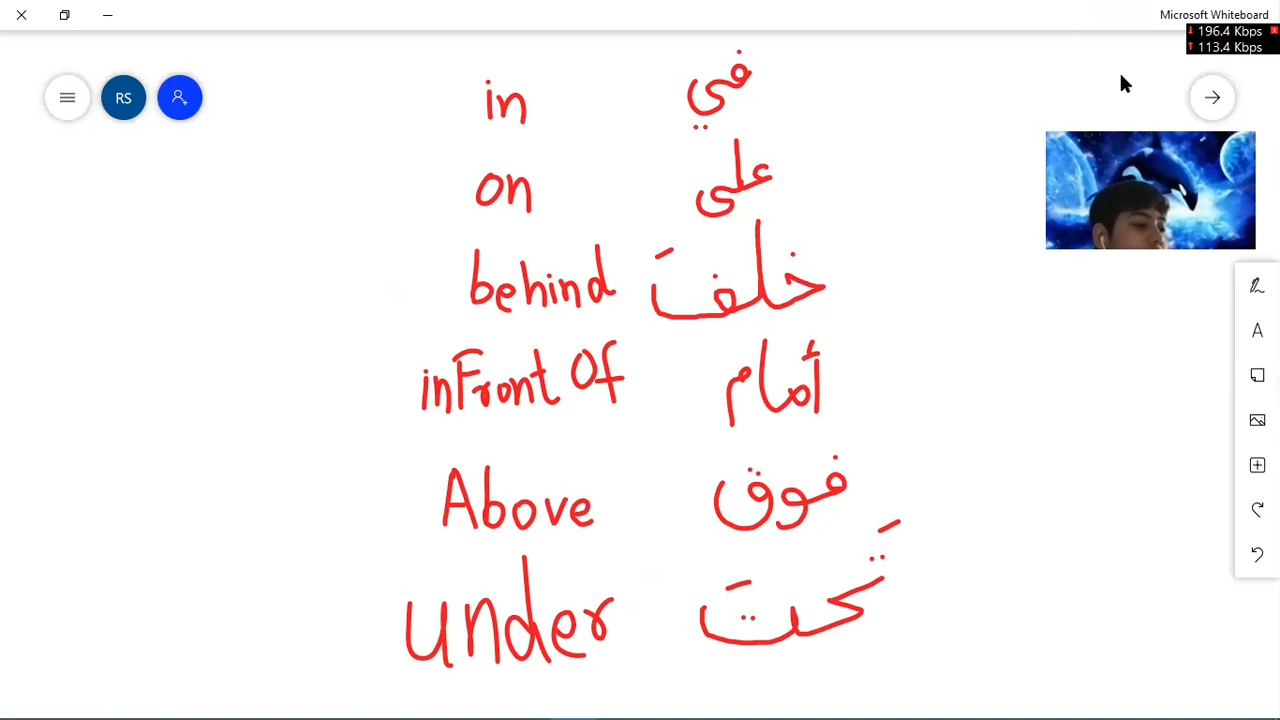 Microsoft Whiteboard
196.4 Kbps
113.4 Kbps
RS
in في
on على
behind خلفَ
inFront Of أمام
Above فوق
under تَحتَ